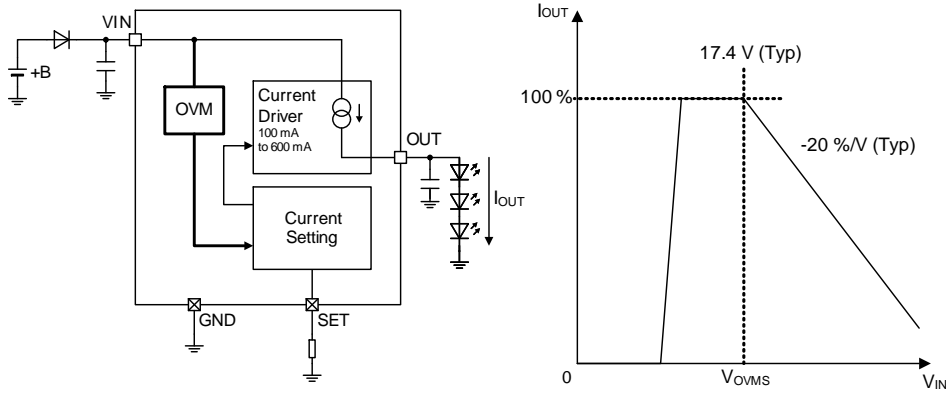 VIN
+B
OVM
Current
Driver
100 mA
to 600 mA
OUT
IOUT
Current
Setting
GND
SET
IOUT
17.4 V (Typ)
100 %
-20 %/V (Typ)
0
VOVMS
VIN